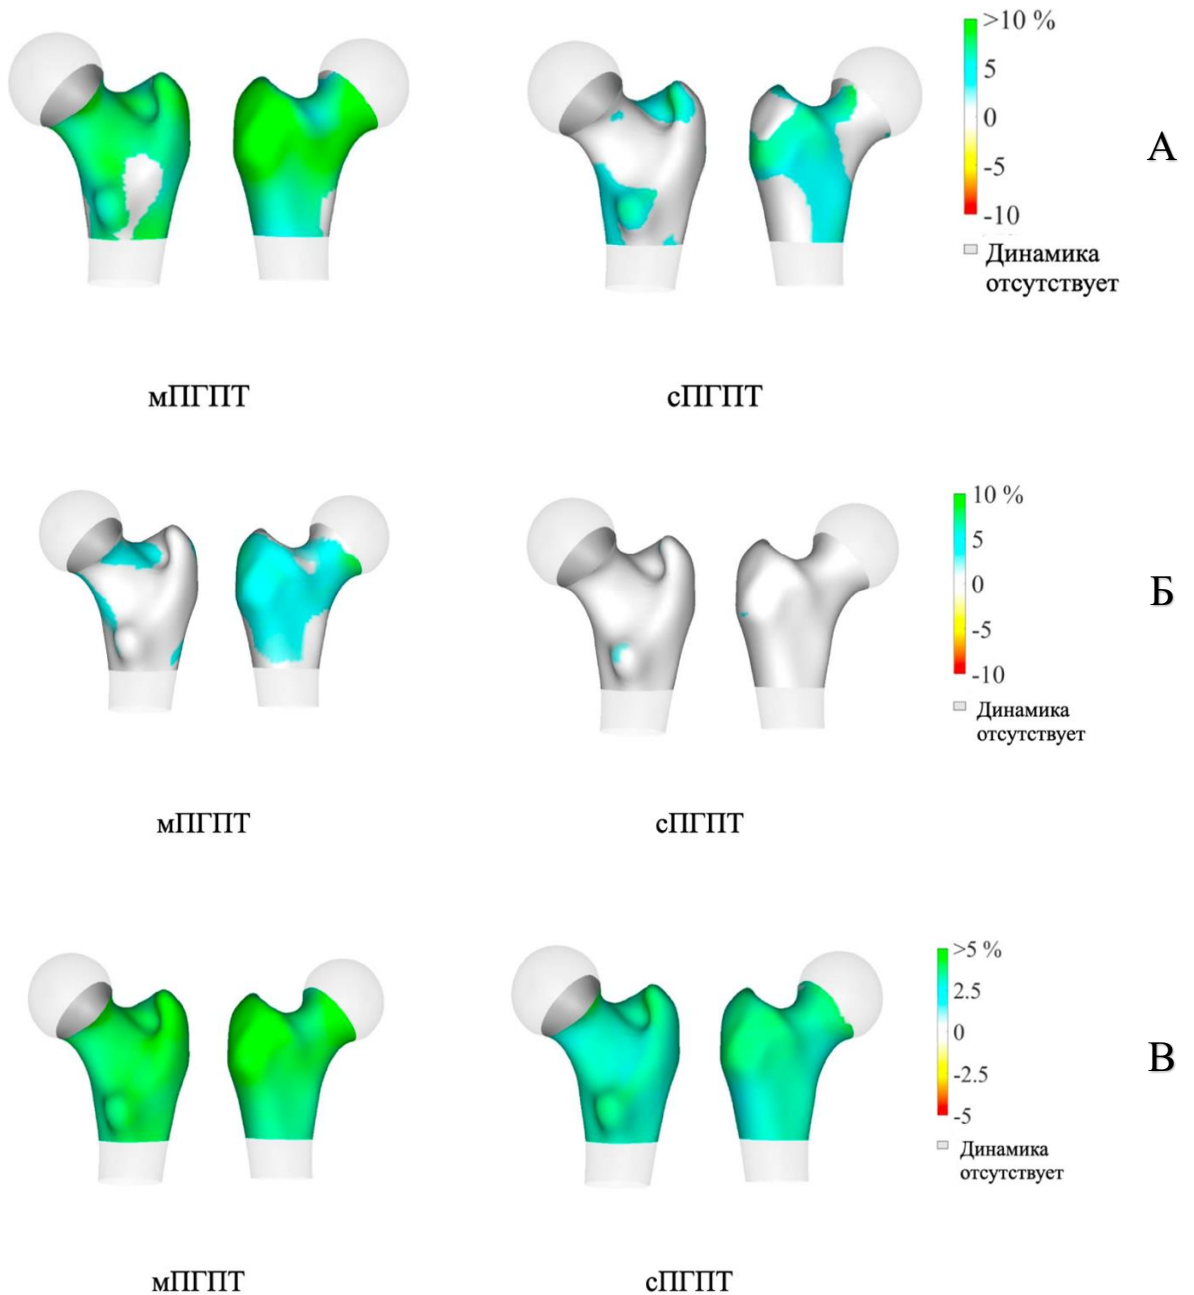 >10 %
5
0
-5
-10
Динамика
отсутствует
А
мПГПТ
сПГПТ
10 %
5
0
-5
-10
Динамика
отсутствует
Б
мПГПТ
сПГПТ
>5 %
2.5
0
-2.5
-5
Динамика
отсутствует
В
мПГПТ
сПГПТ